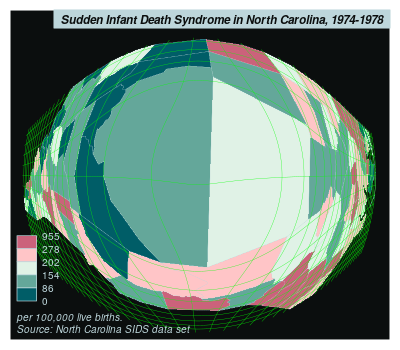 Sudden Infant Death Syndrome in North Carolina, 1974-1978
955
278
202
154
86
0
per 100,000 live births.
Source: North Carolina SIDS data set